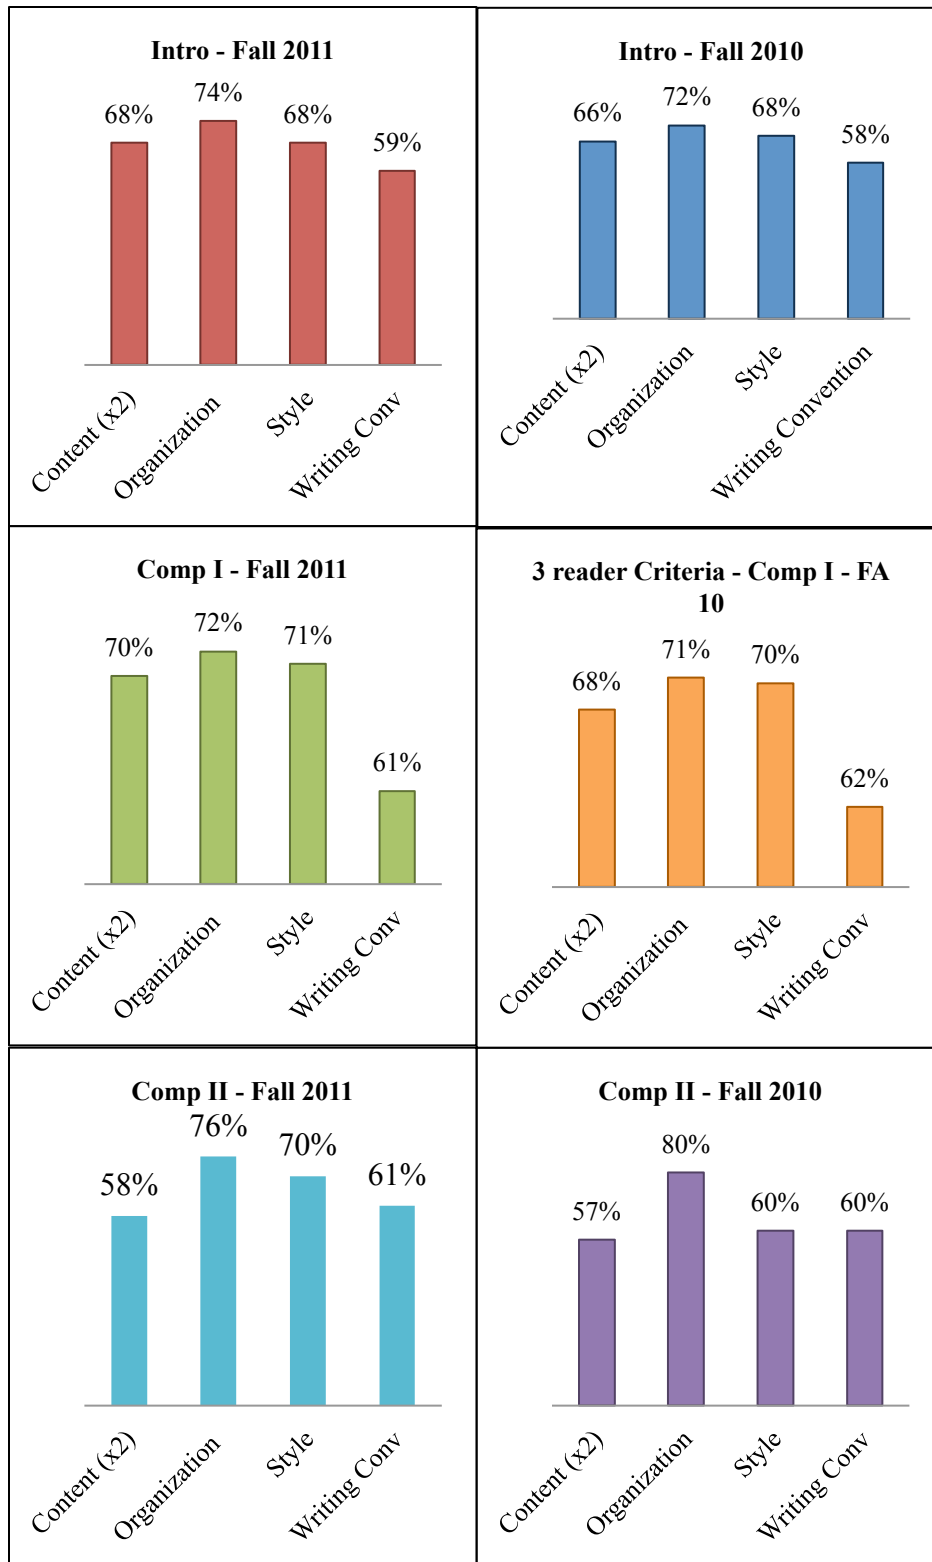 Intro - Fall 2011
74%
68%
68%
59%
Content (x2)
Organization
Style
Writing Conv
Intro - Fall 2010
72%
66%
68%
58%
Content (x2)
Organization
Style
Writing Convention
Comp I - Fall 2011
70%
72%
71%
61%
Content (x2)
Organization
Style
Writing Conv
3 reader Criteria - Comp I - FA
10
68%
71%
70%
62%
Content (x2)
Organization
Style
Writing Conv
Comp II - Fall 2011
58%
76%
70%
61%
Content (x2)
Organization
Style
Writing Conv
Comp II - Fall 2010
57%
80%
60%
60%
Content (x2)
Organization
Style
Writing Conv